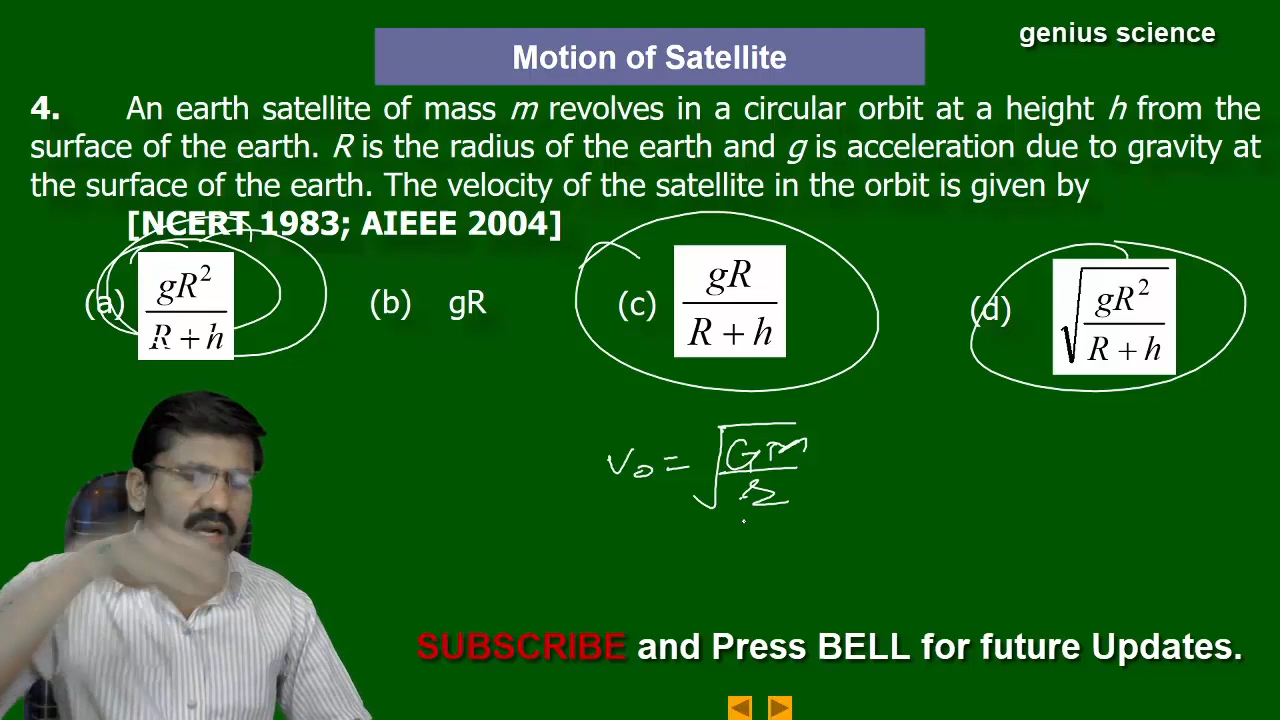 genius science
Motion of Satellite
4. An earth satellite of mass m revolves in a circular orbit at a height h from the
surface of the earth. R is the radius of the earth and g is acceleration due to gravity at
the surface of the earth. The velocity of the satellite in the orbit is given by
[NCERT 1983; AIEEE 2004]
(a) gR²/(R + h) (b) gR (c) gR/(R + h) (d) √(gR²/(R + h))
v₀ = √(Gm/r)
SUBSCRIBE and Press BELL for future Updates.